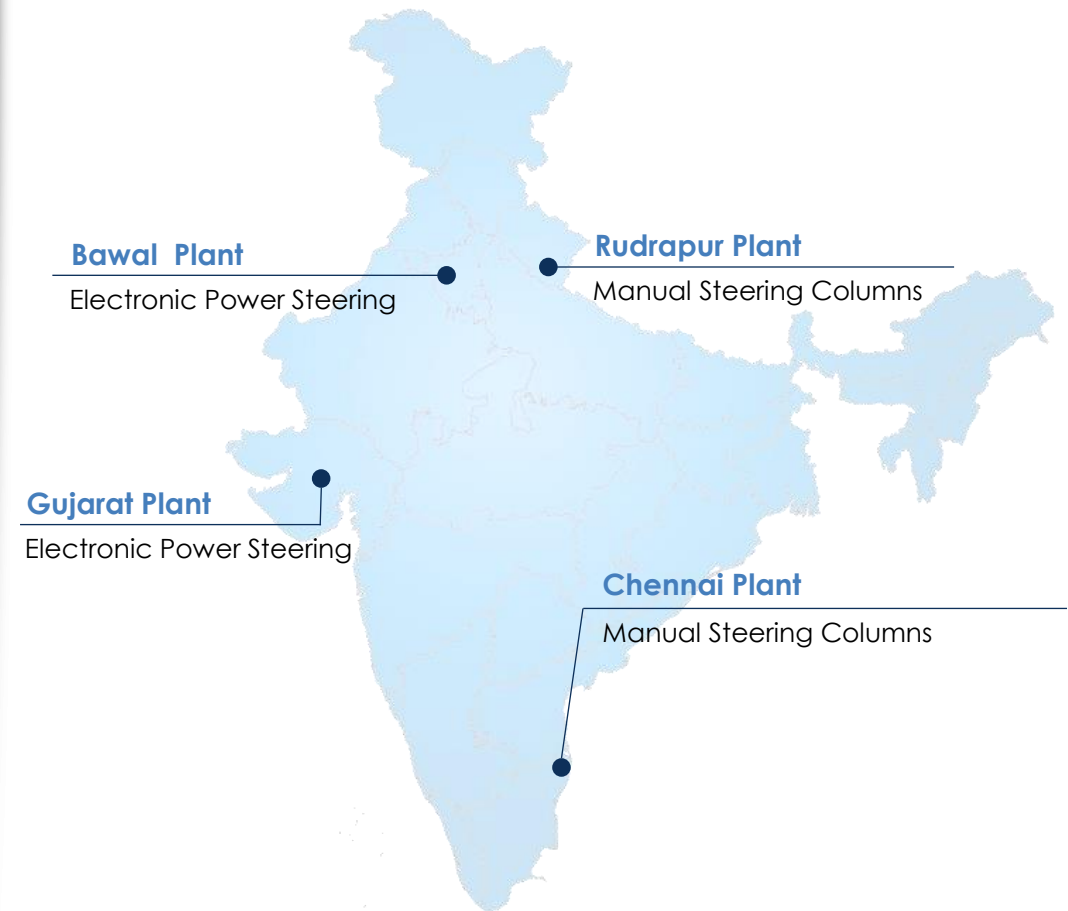 Bawal  Plant
Electronic Power Steering
Rudrapur Plant
Manual Steering Columns
Gujarat Plant
Electronic Power Steering
Chennai Plant
Manual Steering Columns